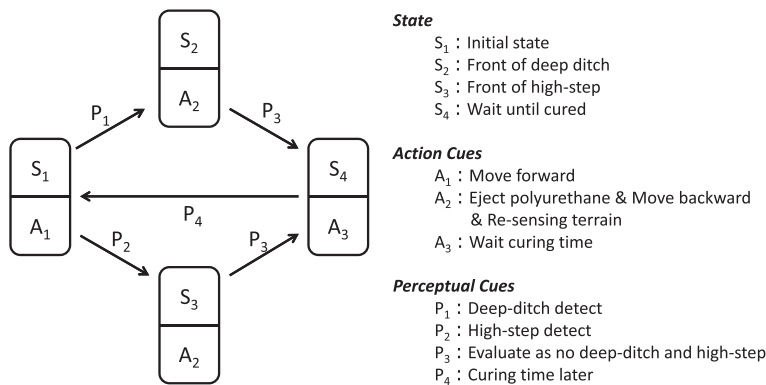 S₂
A₂
P₁
P₃
S₁
A₁
S₄
A₃
P₄
P₂
P₃
S₃
A₂
State
S₁ : Initial state
S₂ : Front of deep ditch
S₃ : Front of high-step
S₄ : Wait until cured
Action Cues
A₁ : Move forward
A₂ : Eject polyurethane & Move backward
& Re-sensing terrain
A₃ : Wait curing time
Perceptual Cues
P₁ : Deep-ditch detect
P₂ : High-step detect
P₃ : Evaluate as no deep-ditch and high-step
P₄ : Curing time later